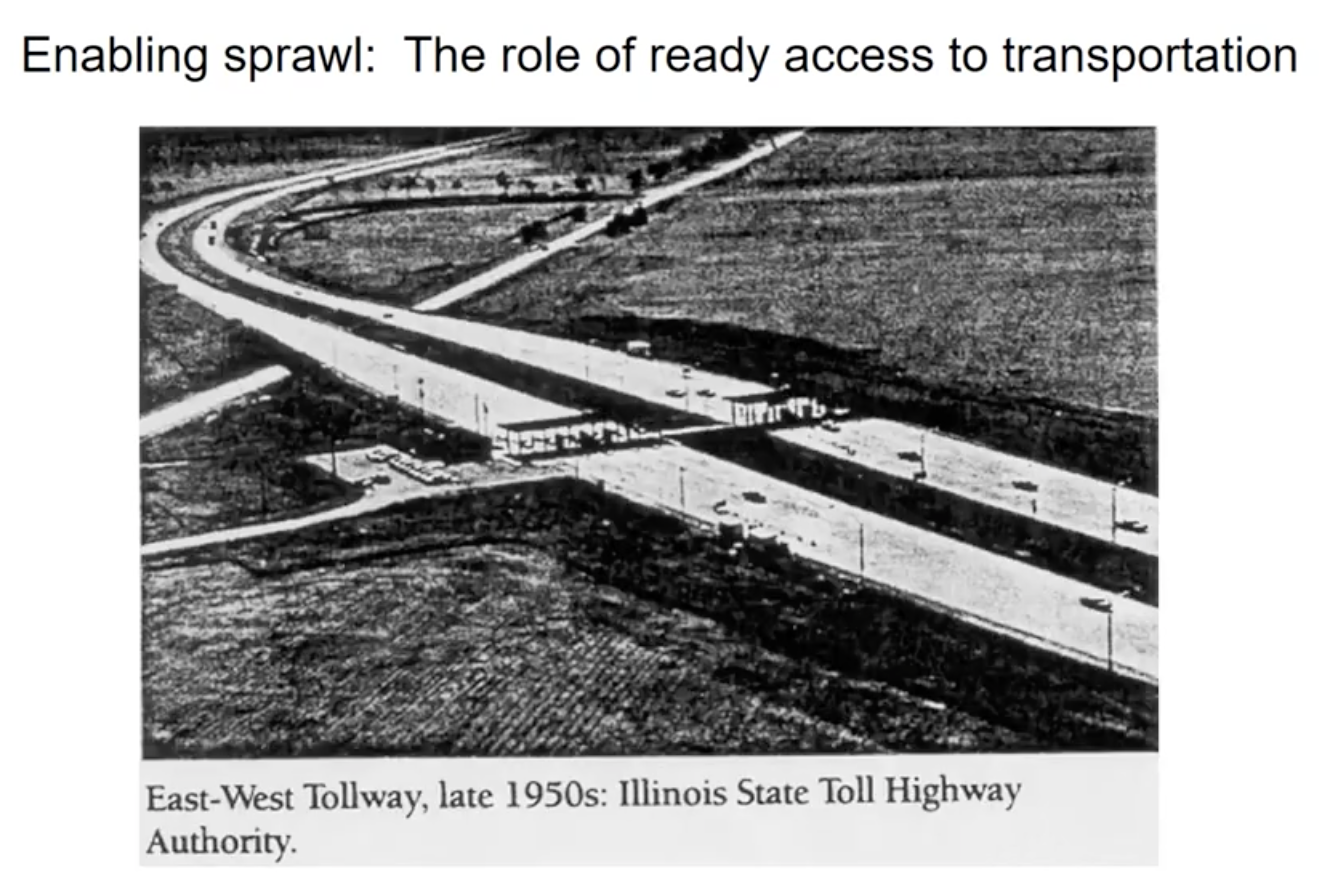 Enabling sprawl:  The role of ready access to transportation
East-West Tollway, late 1950s: Illinois State Toll Highway
Authority.